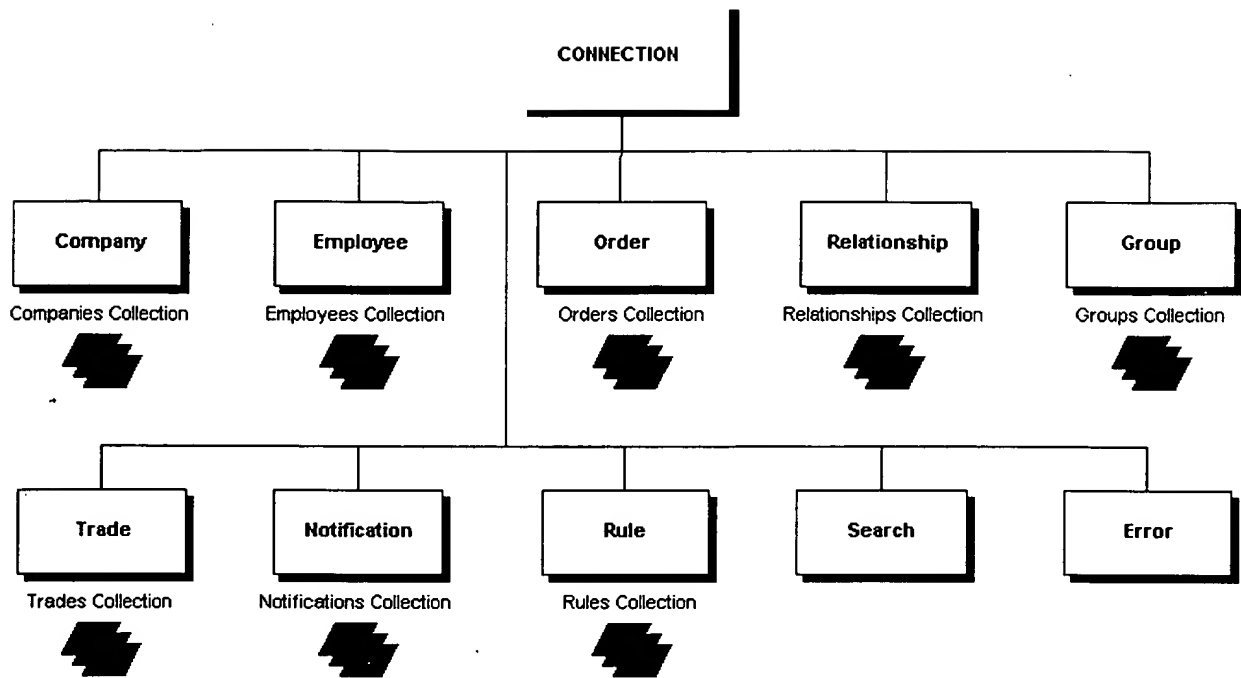 CONNECTION
Company
Employee
Order
Relationship
Group
Companies Collection
Employees Collection
Orders Collection
Relationships Collection
Groups Collection
Trade
Notification
Rule
Search
Error
Trades Collection
Notifications Collection
Rules Collection